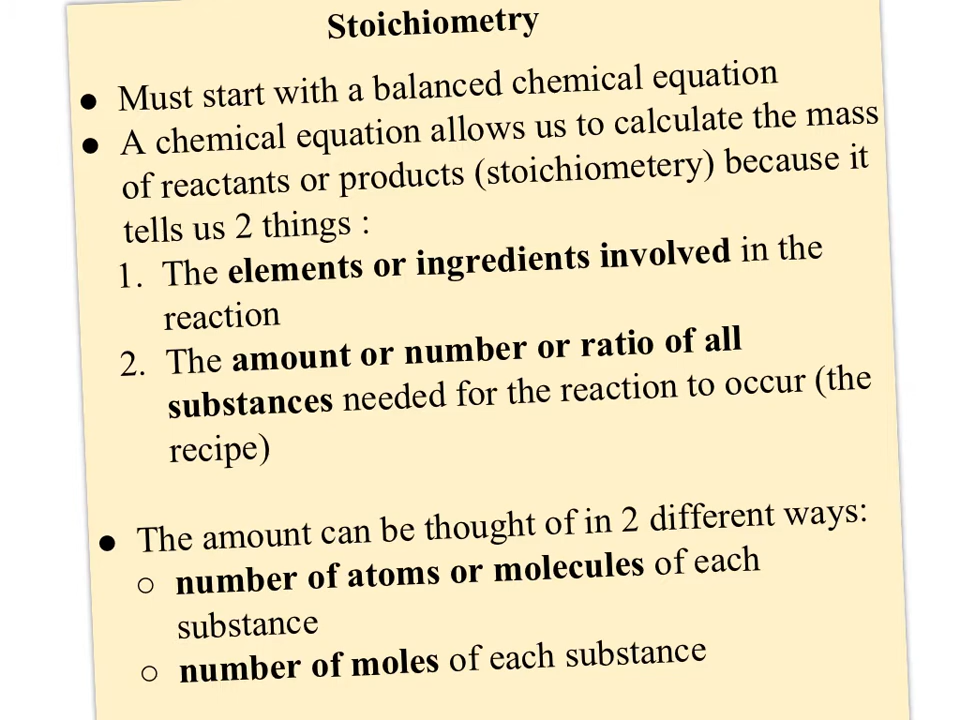 Stoichiometry
● Must start with a balanced chemical equation
● A chemical equation allows us to calculate the mass
of reactants or products (stoichiometery) because it
tells us 2 things :
1. The elements or ingredients involved in the
reaction
2. The amount or number or ratio of all
substances needed for the reaction to occur (the
recipe)
● The amount can be thought of in 2 different ways:
○ number of atoms or molecules of each
substance
○ number of moles of each substance